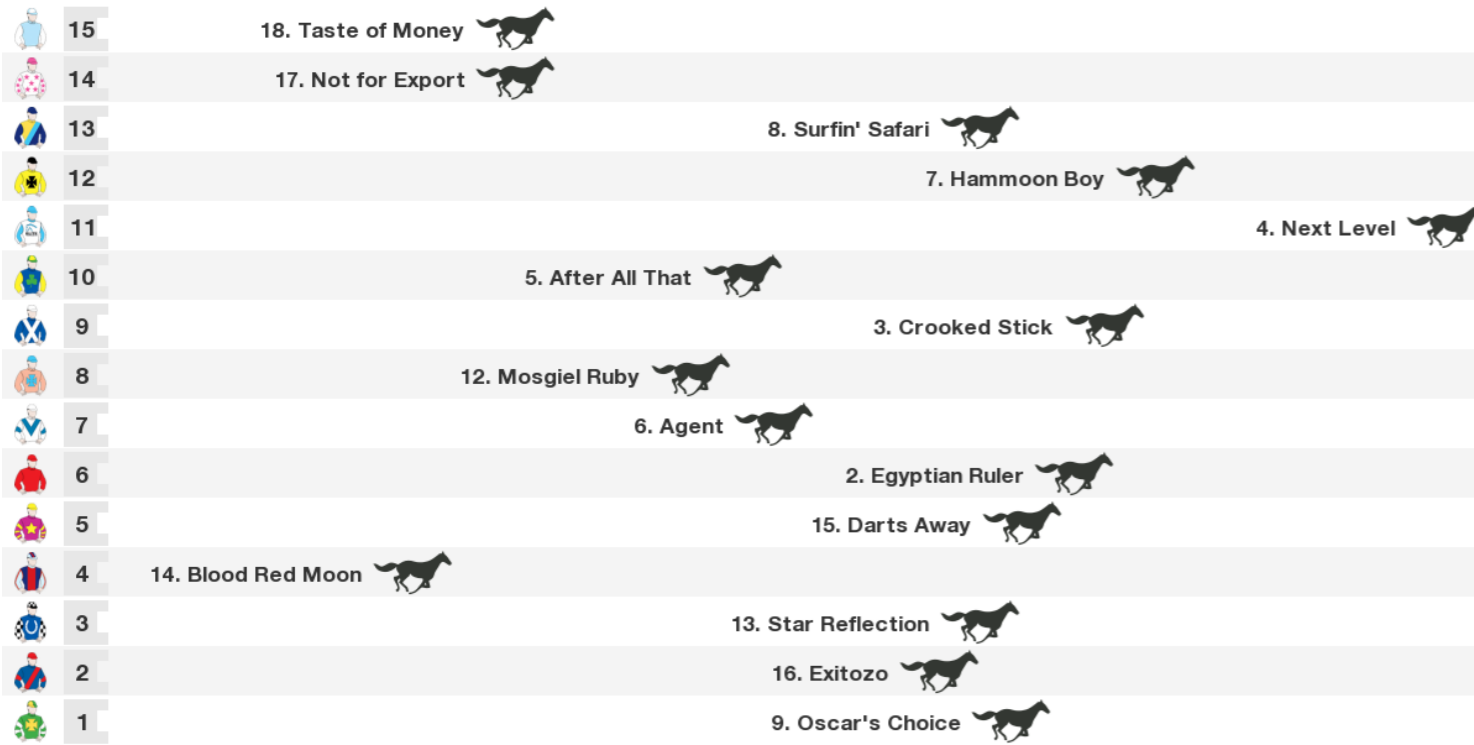 15 18. Taste of Money
14 17. Not for Export
13 8. Surfin' Safari
12 7. Hammoon Boy
11 4. Next Level
10 5. After All That
9 3. Crooked Stick
8 12. Mosgiel Ruby
7 6. Agent
6 2. Egyptian Ruler
5 15. Darts Away
4 14. Blood Red Moon
3 13. Star Reflection
2 16. Exitozo
1 9. Oscar's Choice